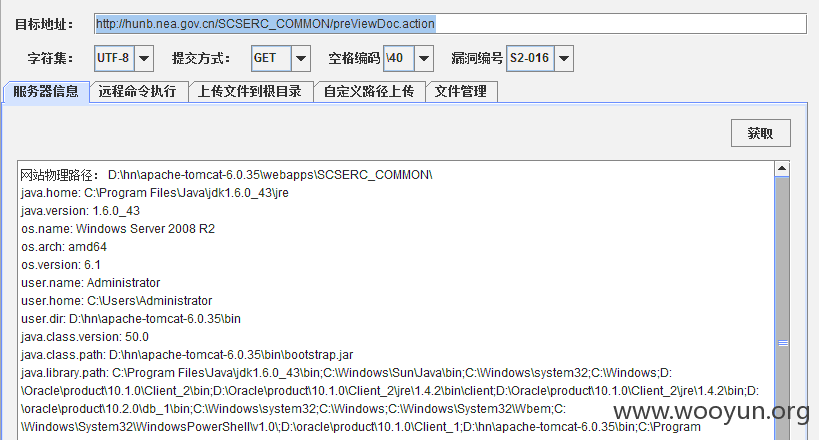 目标地址： http://hunb.nea.gov.cn/SCSERC_COMMON/preViewDoc.action
字符集： UTF-8 提交方式： GET 空格编码 \40 漏洞编号 S2-016
服务器信息 远程命令执行 上传文件到根目录 自定义路径上传 文件管理
获取
网站物理路径： D:\hn\apache-tomcat-6.0.35\webapps\SCSERC_COMMON\
java.home: C:\Program Files\Java\jdk1.6.0_43\jre
java.version: 1.6.0_43
os.name: Windows Server 2008 R2
os.arch: amd64
os.version: 6.1
user.name: Administrator
user.home: C:\Users\Administrator
user.dir: D:\hn\apache-tomcat-6.0.35\bin
java.class.version: 50.0
java.class.path: D:\hn\apache-tomcat-6.0.35\bin\bootstrap.jar
java.library.path: C:\Program Files\Java\jdk1.6.0_43\bin;C:\Windows\Sun\Java\bin;C:\Windows\system32;C:\Windows;D:
\Oracle\product\10.1.0\Client_2\bin;D:\Oracle\product\10.1.0\Client_2\jre\1.4.2\bin\client;D:\Oracle\product\10.1.0\Client_2\jre\1.4.2\bin;D:
\oracle\product\10.2.0\db_1\bin;C:\Windows\system32;C:\Windows;C:\Windows\System32\Wbem;C:
\Windows\System32\WindowsPowerShell\v1.0\;D:\oracle\product\10.1.0\Client_1;D:\hn\apache-tomcat-6.0.35\bin;C:\Program
www.wooyun.org